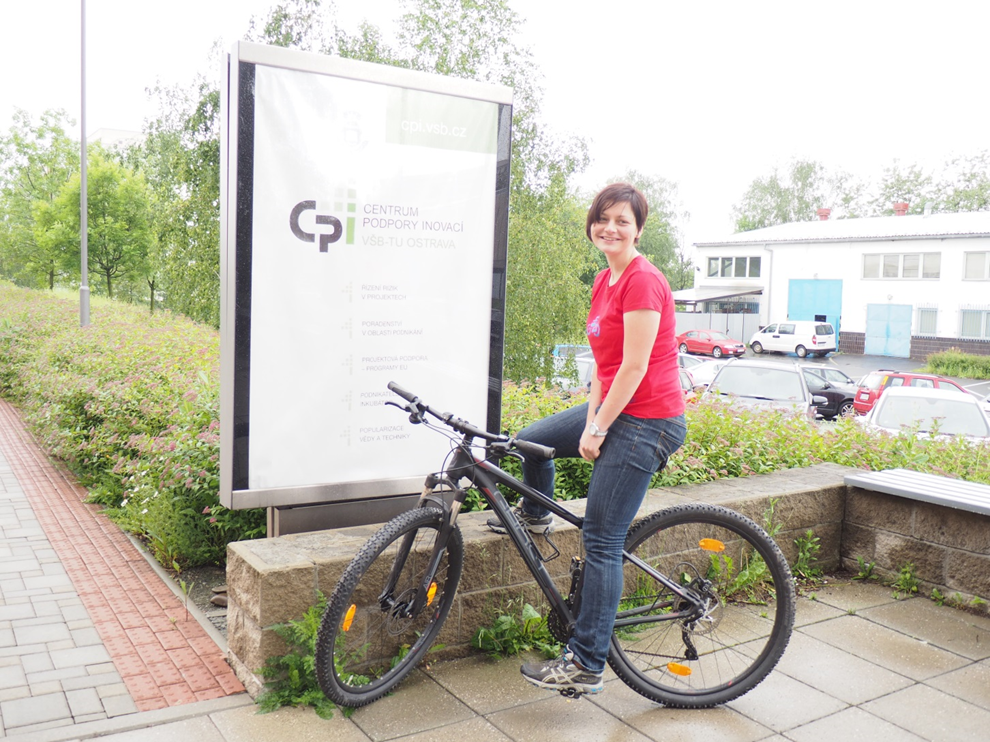 cpi.vsb.cz
CPi
CENTRUM
PODPORY INOVACÍ
VŠB-TU OSTRAVA
ŘÍZENÍ RIZIK
V PROJEKTECH
PORADENSTVÍ
V OBLASTI PODNIKÁNÍ
PROJEKTOVÁ PODPORA
– PROGRAMY EU
POPULARIZACE
VĚDY A TECHNIKY